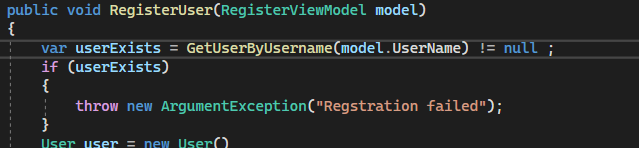 public void RegisterUser(RegisterViewModel model)
{
    var userExists = GetUserByUsername(model.UserName) != null ;
    if (userExists)
    {
        throw new ArgumentException("Regstration failed");
    }
    User user = new User()